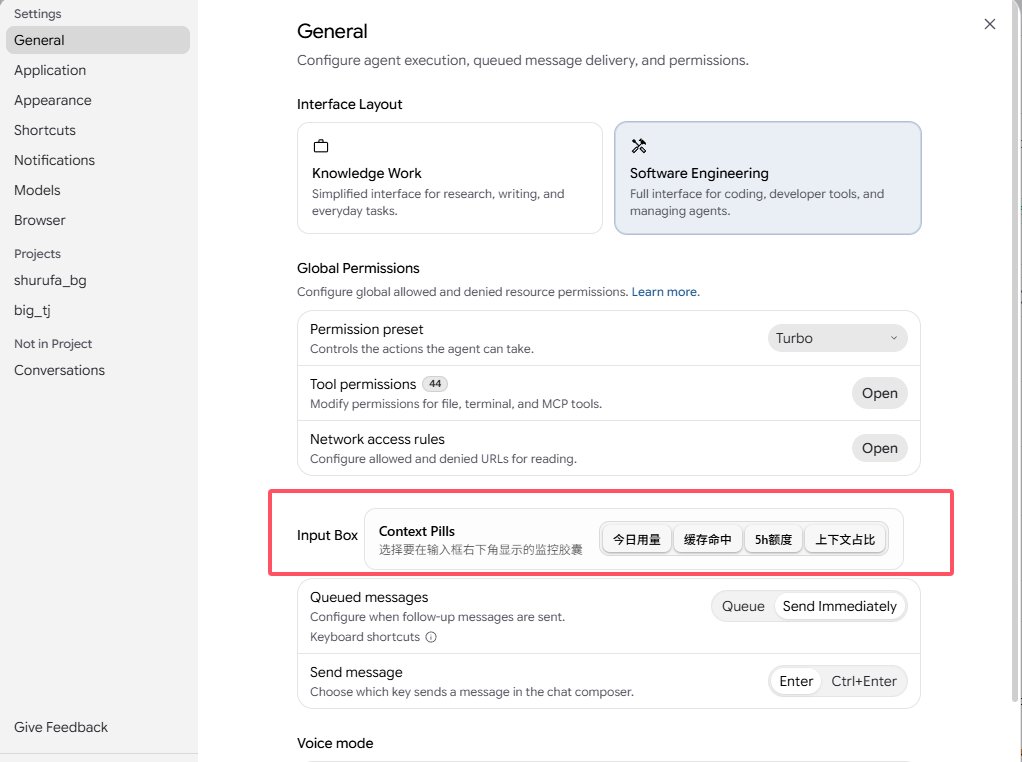 Settings
General
Application
Appearance
Shortcuts
Notifications
Models
Browser
Projects
shurufa_bg
big_tj
Not in Project
Conversations
Give Feedback
General
Configure agent execution, queued message delivery, and permissions.
Interface Layout
Knowledge Work
Simplified interface for research, writing, and
everyday tasks.
Software Engineering
Full interface for coding, developer tools, and
managing agents.
Global Permissions
Configure global allowed and denied resource permissions. Learn more.
Permission preset
Controls the actions the agent can take.
Turbo
Tool permissions 44
Modify permissions for file, terminal, and MCP tools.
Open
Network access rules
Configure allowed and denied URLs for reading.
Open
Input Box
Context Pills
选择要在输入框右下角显示的监控胶囊
今日用量 缓存命中 5h额度 上下文占比
Queued messages
Configure when follow-up messages are sent.
Keyboard shortcuts
Queue Send Immediately
Send message
Choose which key sends a message in the chat composer.
Enter Ctrl+Enter
Voice mode